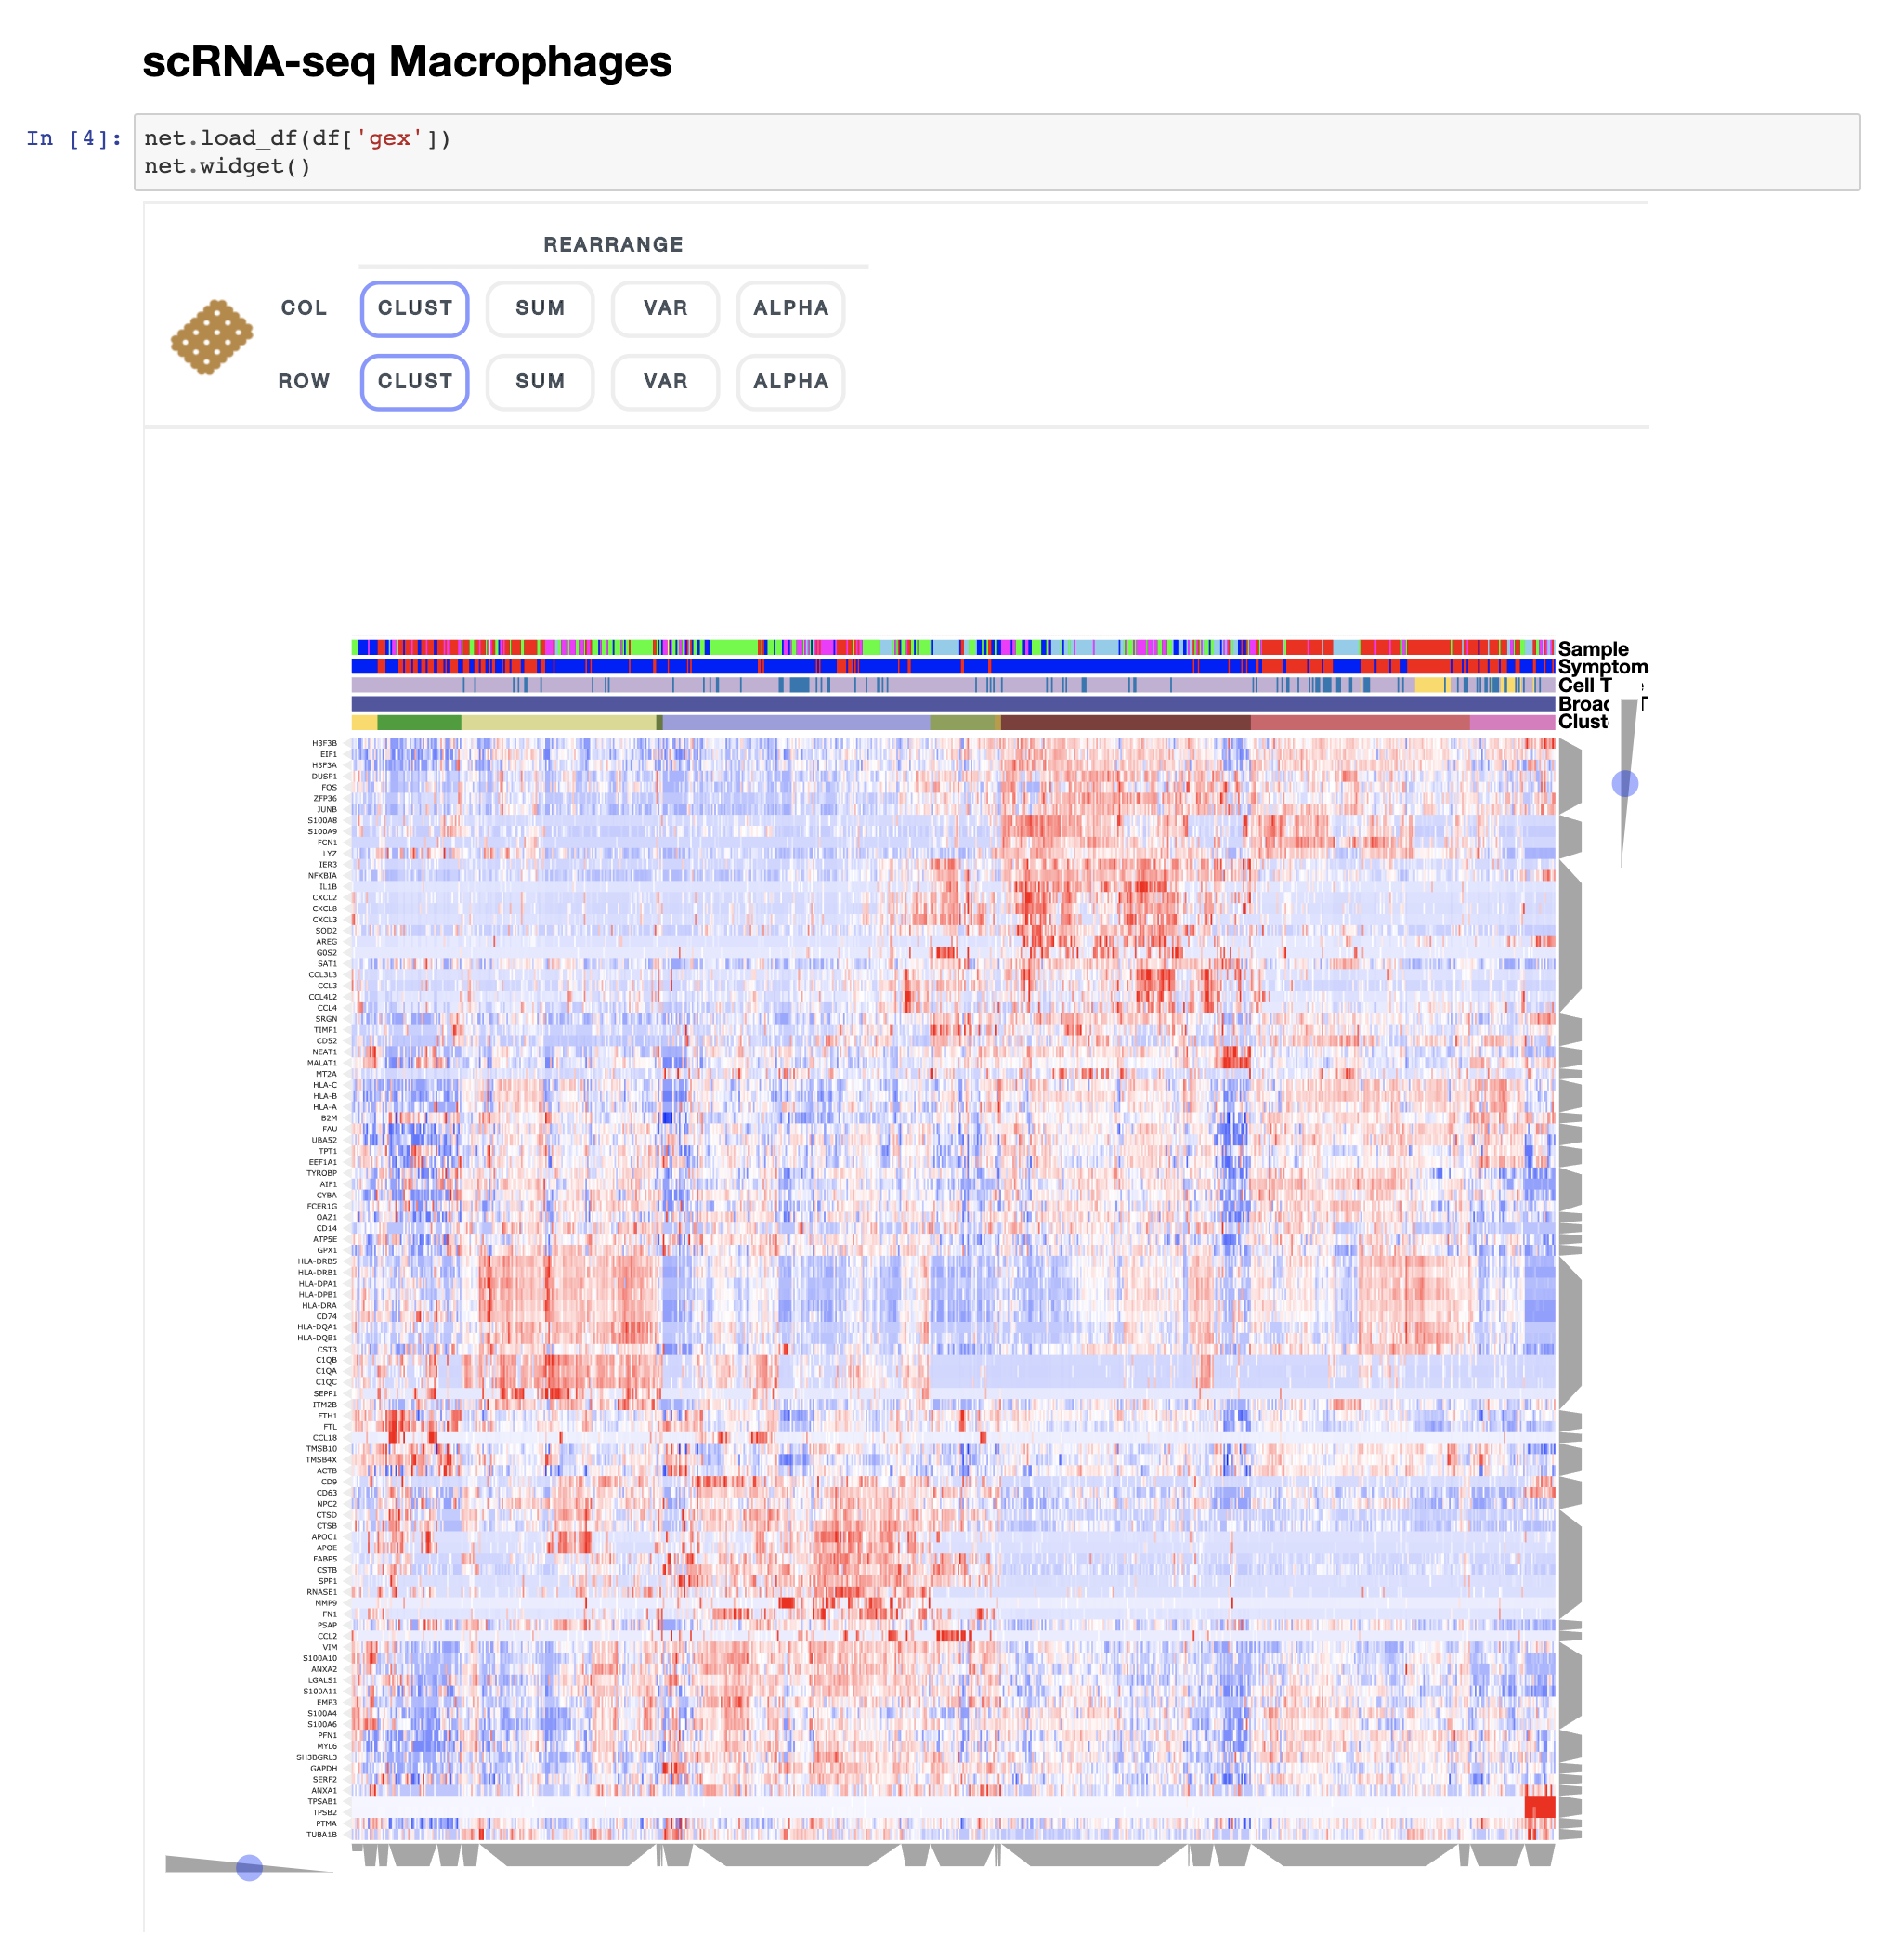 scRNA-seq Macrophages
In [4]:
net.load_df(df['gex'])
net.widget()
REARRANGE
COL CLUST SUM VAR ALPHA
ROW CLUST SUM VAR ALPHA
Sample
Symptom
Cell T
Broad T
Clust
H3F3B
EIF1
H3F3A
DUSP1
FOS
ZFP36
JUNB
S100A8
S100A9
FCN1
LYZ
IER3
NFKBIA
IL1B
CXCL2
CXCL8
CXCL3
SOD2
AREG
G0S2
SAT1
CCL3L3
CCL3
CCL4L2
CCL4
SRGN
TIMP1
CD52
NEAT1
MALAT1
MT2A
HLA-C
HLA-B
HLA-A
B2M
FAU
UBA52
TPT1
EEF1A1
TYROBP
AIF1
CYBA
FCER1G
OAZ1
CD14
ATP5E
GPX1
HLA-DRB5
HLA-DRB1
HLA-DPA1
HLA-DPB1
HLA-DRA
CD74
HLA-DQA1
HLA-DQB1
CST3
C1QB
C1QA
C1QC
SEPP1
ITM2B
FTH1
FTL
CCL18
TMSB10
TMSB4X
ACTB
CD9
CD63
NPC2
CTSD
CTSB
APOC1
APOE
FABP5
CSTB
SPP1
RNASE1
MMP9
FN1
PSAP
CCL2
VIM
S100A10
ANXA2
LGALS1
S100A11
EMP3
S100A4
S100A6
PFN1
MYL6
SH3BGRL3
GAPDH
SERF2
ANXA1
TPSAB1
TPSB2
PTMA
TUBA1B